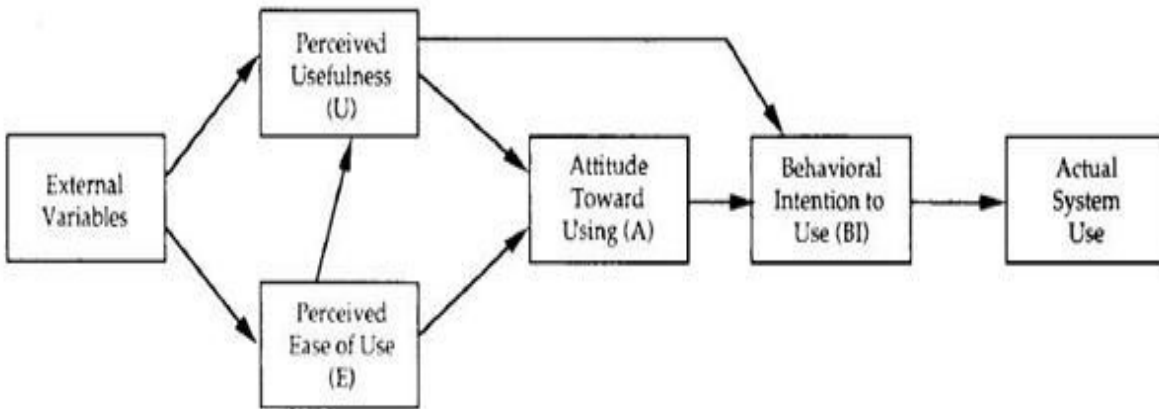 External
Variables
Perceived
Usefulness
(U)
Perceived
Ease of Use
(E)
Attitude
Toward
Using (A)
Behavioral
Intention to
Use (BI)
Actual
System
Use